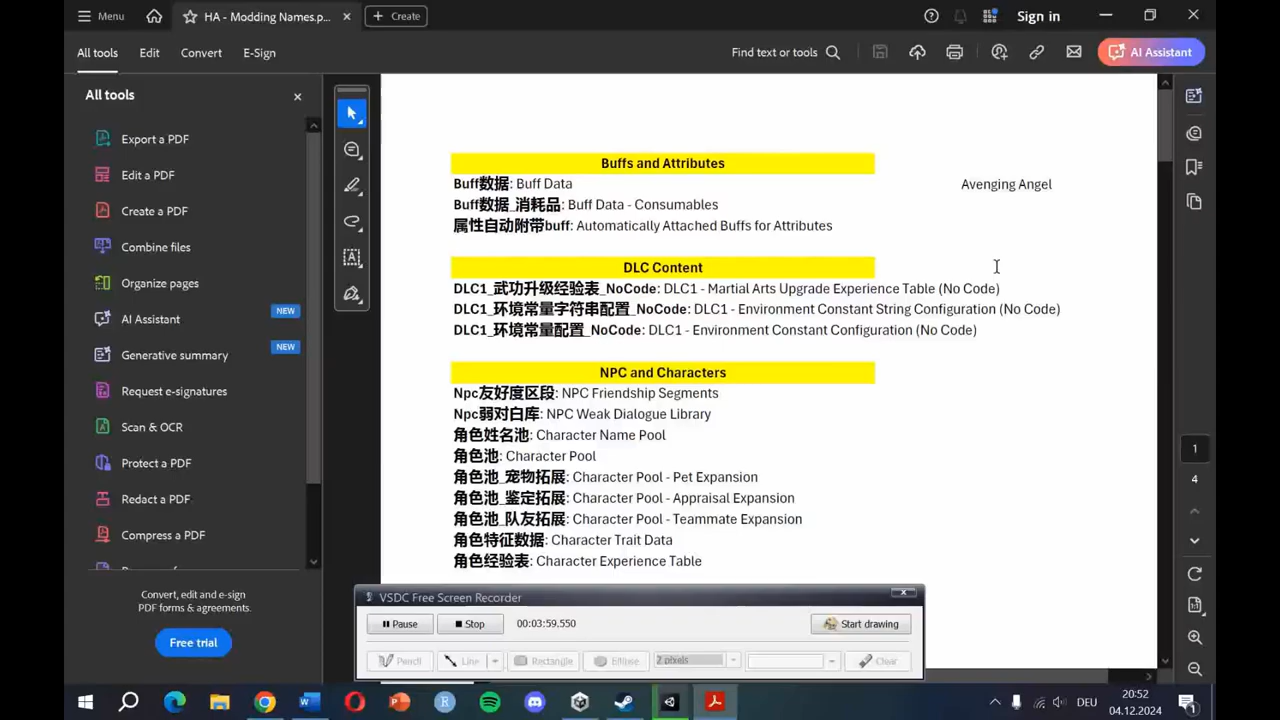 Menu
HA - Modding Names.p...
Create
Sign in
All tools
Edit
Convert
E-Sign
Find text or tools
AI Assistant
All tools
Export a PDF
Edit a PDF
Create a PDF
Combine files
Organize pages
AI Assistant
NEW
Generative summary
NEW
Request e-signatures
Scan & OCR
Protect a PDF
Redact a PDF
Compress a PDF
Convert, edit and e-sign
PDF forms & agreements.
Free trial
Buffs and Attributes
Buff数据: Buff Data
Avenging Angel
Buff数据_消耗品: Buff Data - Consumables
属性自动附带buff: Automatically Attached Buffs for Attributes
DLC Content
DLC1_武功升级经验表_NoCode: DLC1 - Martial Arts Upgrade Experience Table (No Code)
DLC1_环境常量字符串配置_NoCode: DLC1 - Environment Constant String Configuration (No Code)
DLC1_环境常量配置_NoCode: DLC1 - Environment Constant Configuration (No Code)
NPC and Characters
Npc友好度区段: NPC Friendship Segments
Npc弱对白库: NPC Weak Dialogue Library
角色姓名池: Character Name Pool
角色池: Character Pool
角色池_宠物拓展: Character Pool - Pet Expansion
角色池_鉴定拓展: Character Pool - Appraisal Expansion
角色池_队友拓展: Character Pool - Teammate Expansion
角色特征数据: Character Trait Data
角色经验表: Character Experience Table
1
4
VSDC Free Screen Recorder
Pause
Stop
00:03:59.550
Start drawing
Pencil
Line
Rectangle
Ellipse
2 pixels
Clear
DEU
20:52
04.12.2024
1